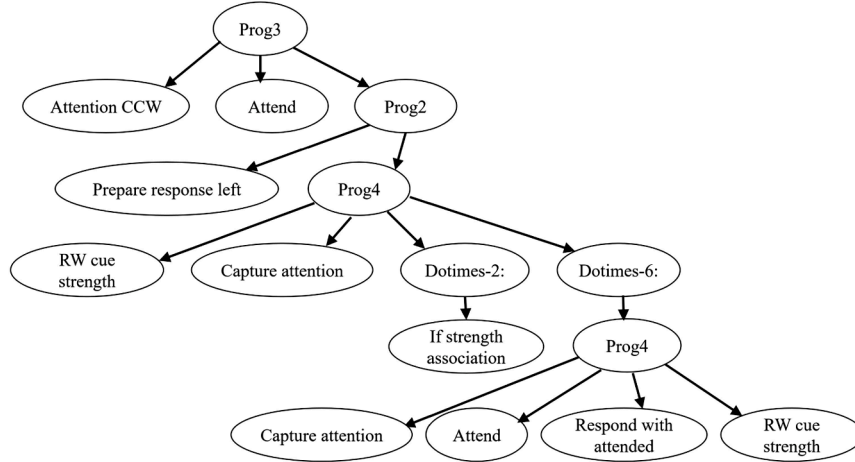 Prog3
Attention CCW
Attend
Prog2
Prepare response left
Prog4
RW cue
strength
Capture attention
Dotimes-2:
Dotimes-6:
If strength
association
Prog4
Capture attention
Attend
Respond with
attended
RW cue
strength